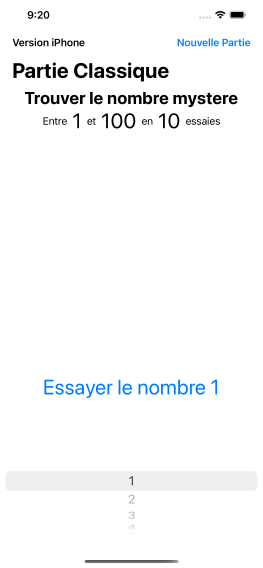 9:20
Version iPhone Nouvelle Partie
Partie Classique
Trouver le nombre mystere
Entre 1 et 100 en 10 essaies
Essayer le nombre 1
1
2
3
4